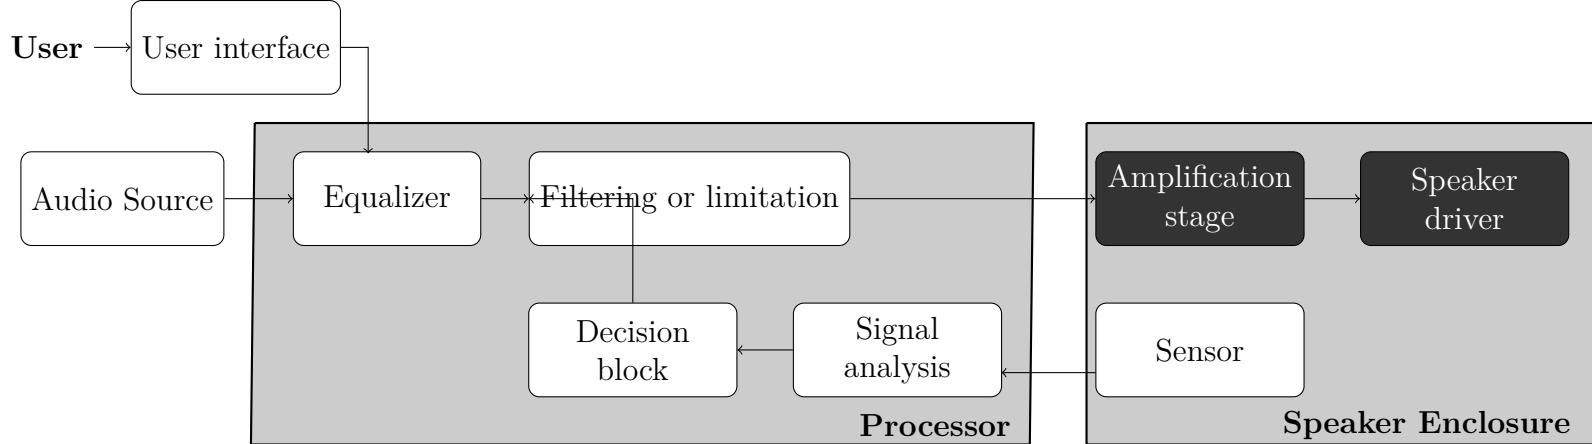 User
User interface
Audio Source
Equalizer
Filtering or limitation
Amplification
stage
Speaker
driver
Decision
block
Signal
analysis
Sensor
Processor
Speaker Enclosure